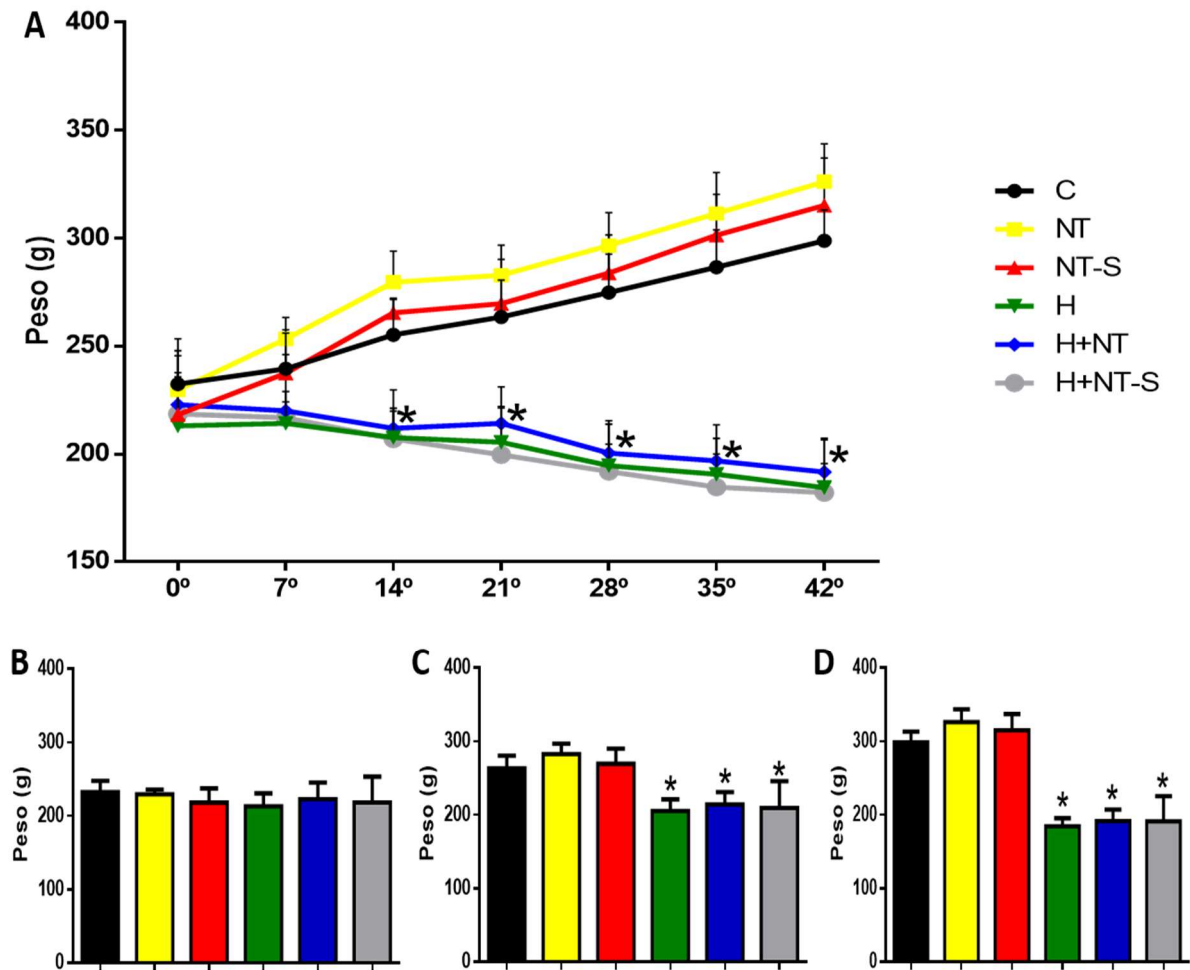 A
Peso (g)
400
350
300
250
200
150
0º 7º 14º 21º 28º 35º 42º
* * * * *
C
NT
NT-S
H
H+NT
H+NT-S
B
Peso (g)
400
300
200
100
0
C
Peso (g)
400
300
200
100
0
* * *
D
Peso (g)
400
300
200
100
0
* * *